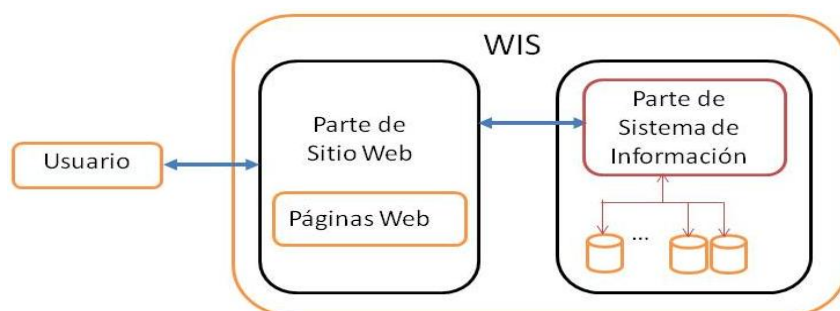 WIS
Usuario
Parte de
Sitio Web
Páginas Web
Parte de
Sistema de
Información
...